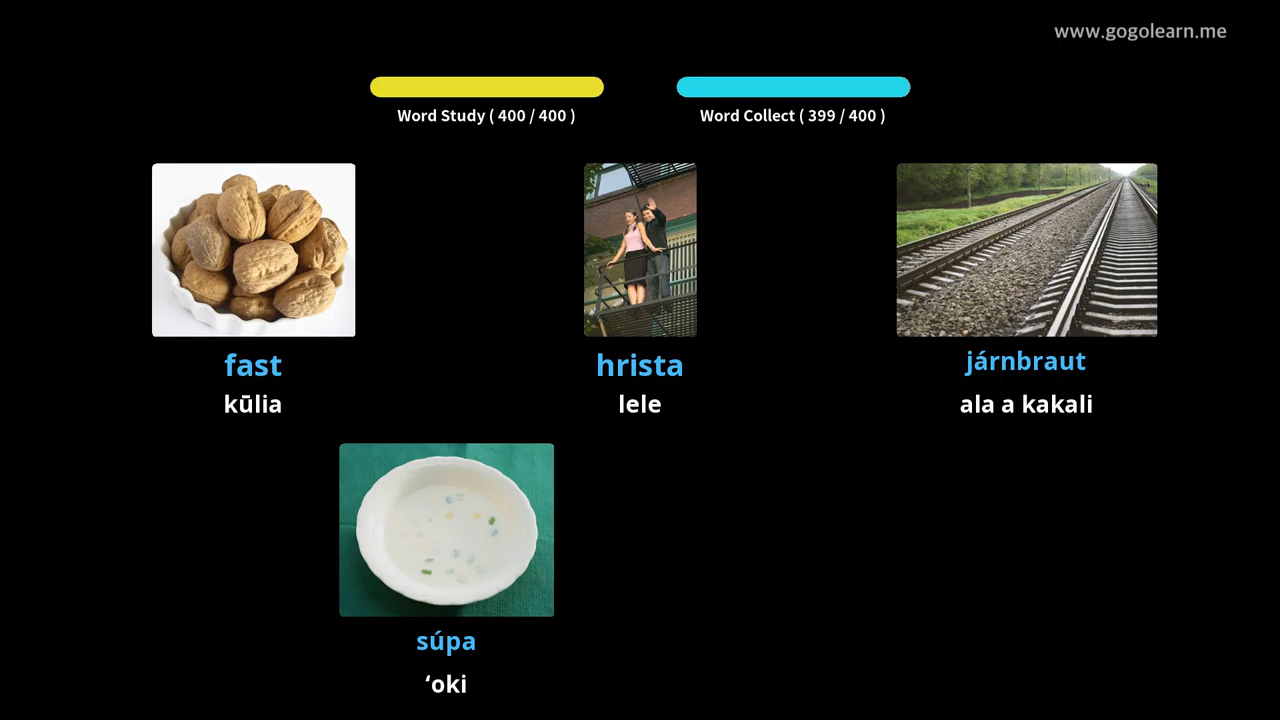 www.gogolearn.me
Word Study ( 400 / 400 )
Word Collect ( 399 / 400 )
fast
kūlia
hrista
lele
járnbraut
ala a kakali
súpa
ʻoki